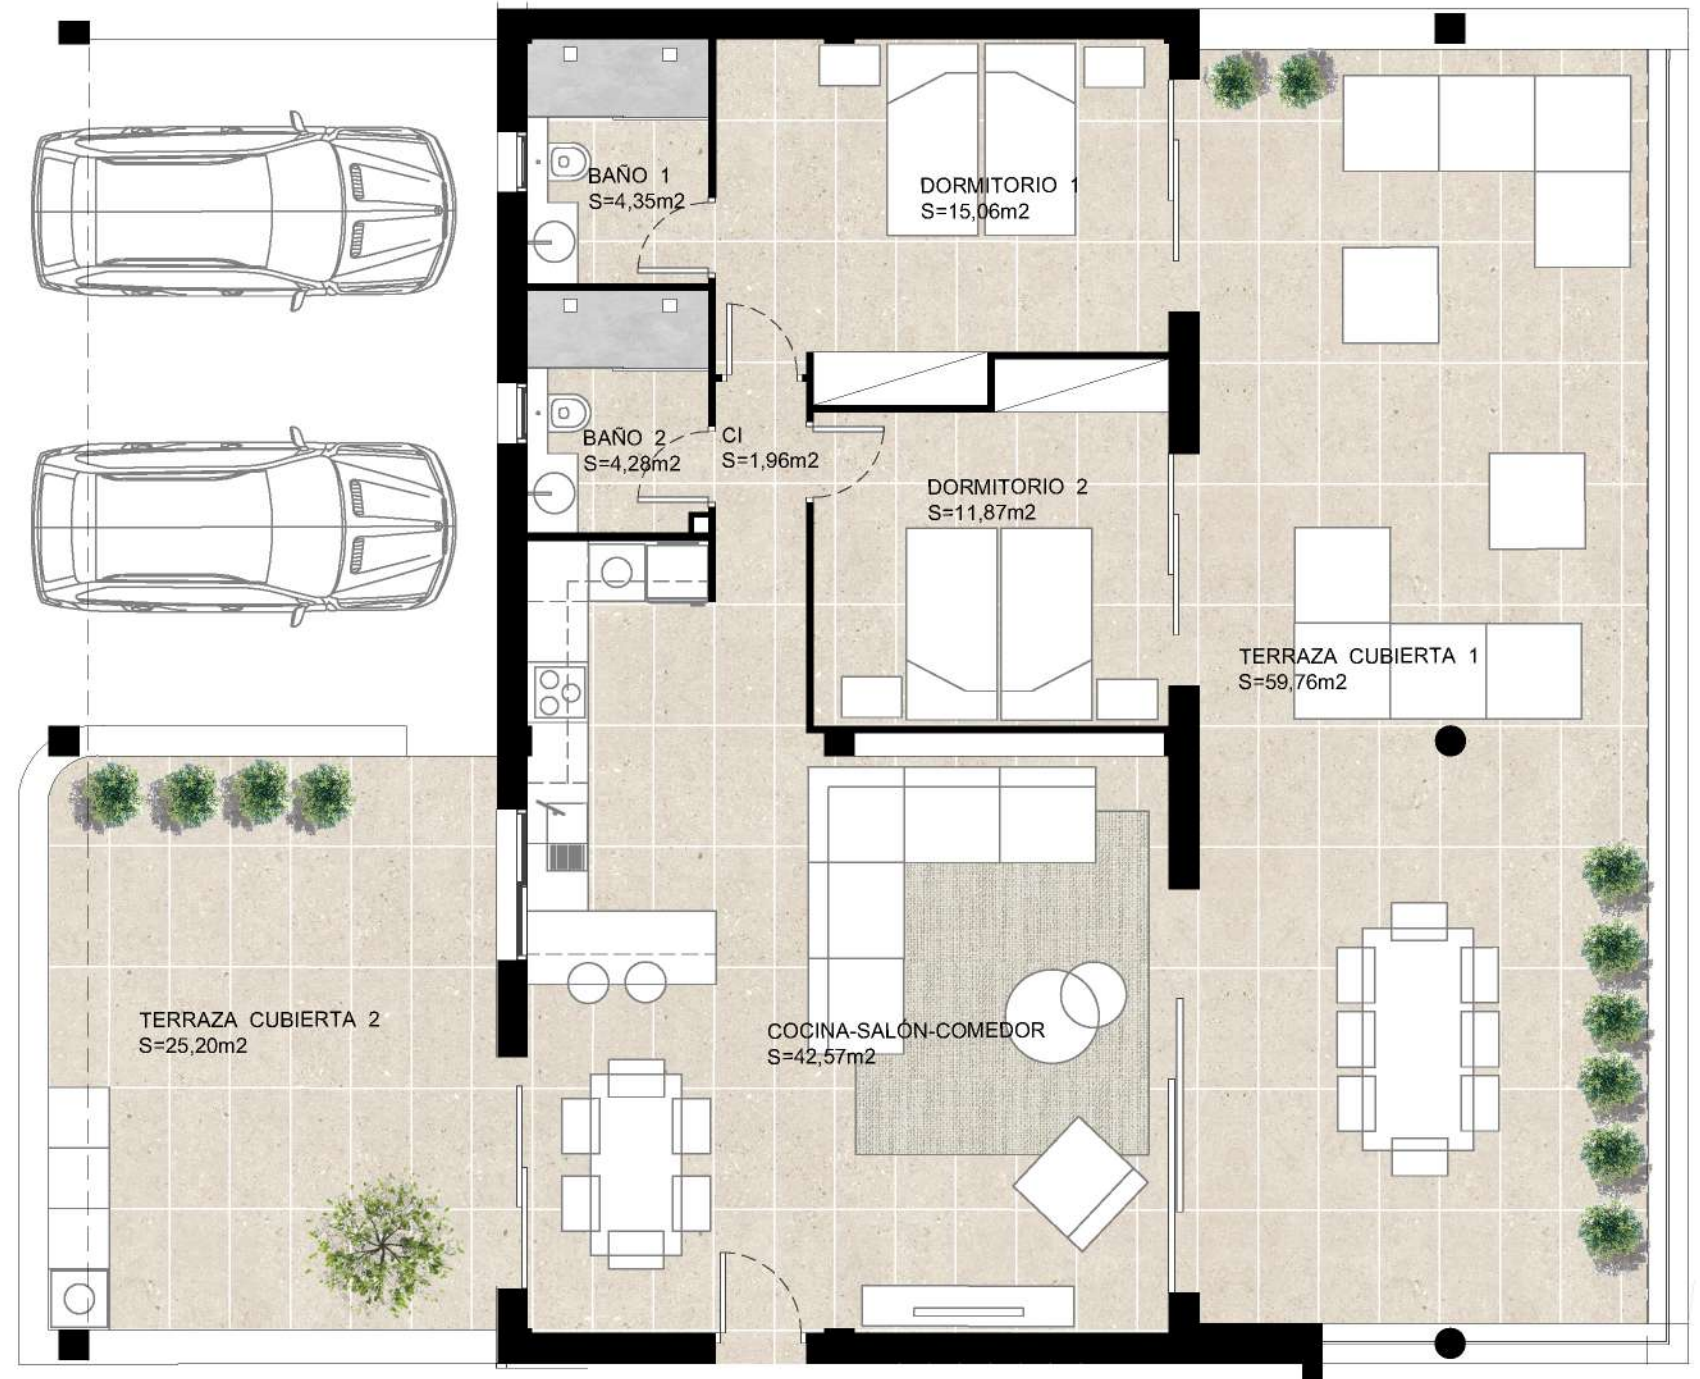 BAÑO 1
S=4,35m2
DORMITORIO 1
S=15,06m2
BAÑO 2
S=4,28m2
CI
S=1,96m2
DORMITORIO 2
S=11,87m2
TERRAZA CUBIERTA 1
S=59,76m2
TERRAZA CUBIERTA 2
S=25,20m2
COCINA-SALÓN-COMEDOR
S=42,57m2